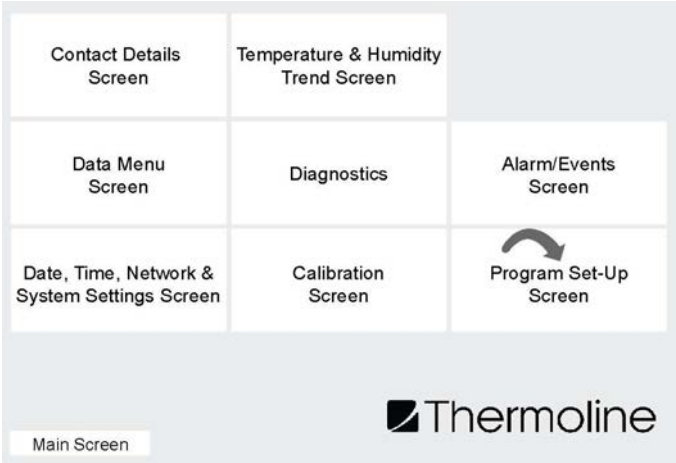 Contact Details
Screen
Temperature & Humidity
Trend Screen
Data Menu
Screen
Diagnostics
Alarm/Events
Screen
Date, Time, Network &
System Settings Screen
Calibration
Screen
Program Set-Up
Screen
Thermoline
Main Screen